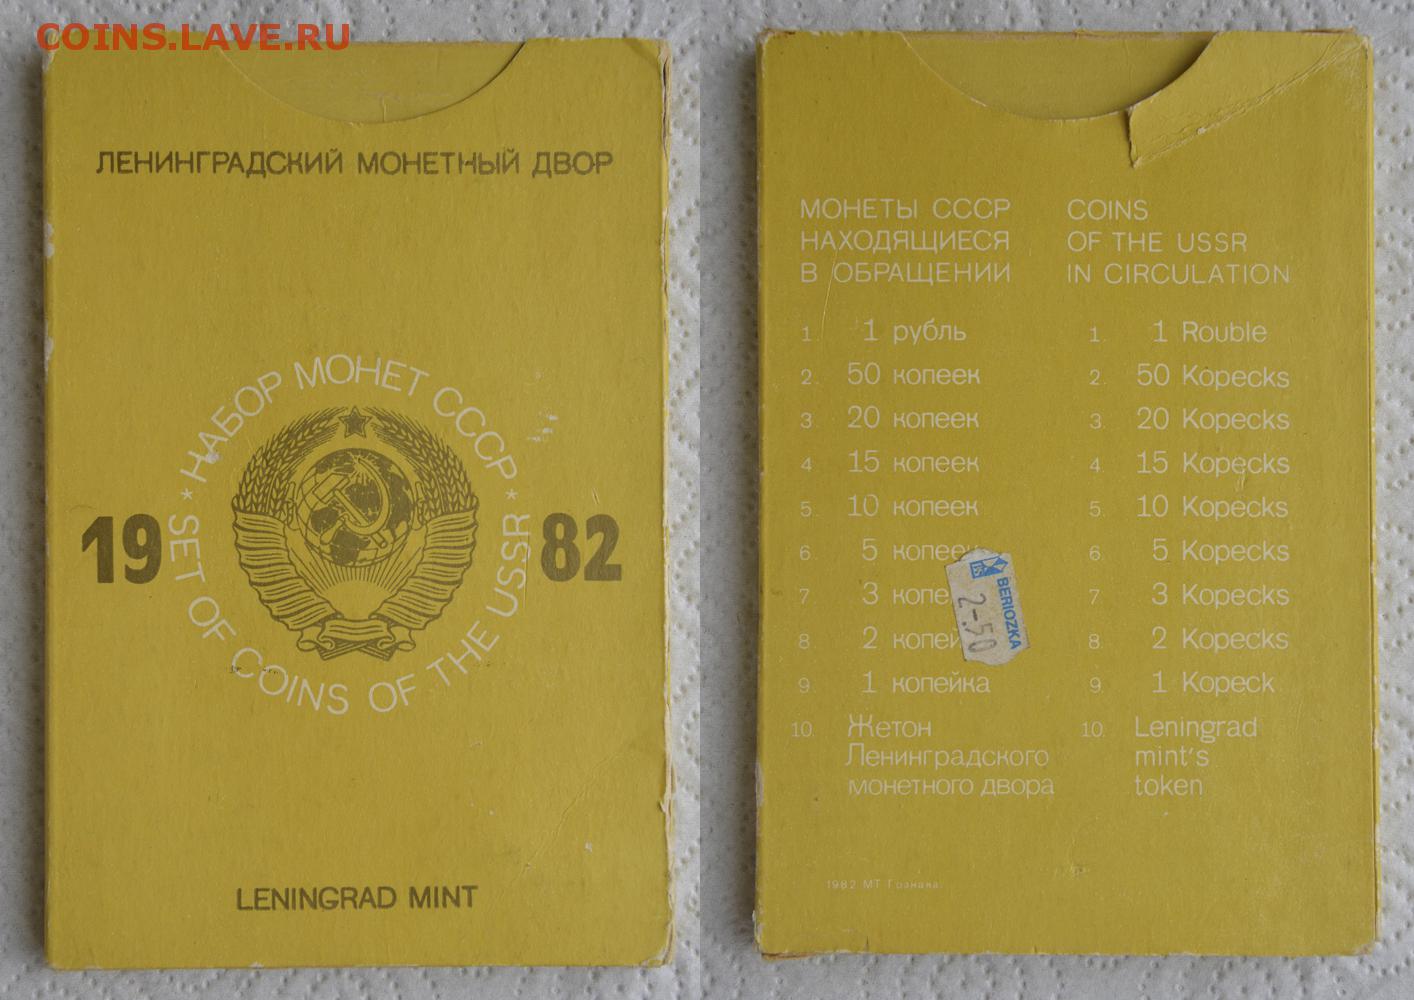 COINS.LAVE.RU
ЛЕНИНГРАДСКИЙ МОНЕТНЫЙ ДВОР
* НАБОР МОНЕТ СССР *
19 82
SET OF COINS OF THE USSR
LENINGRAD MINT
МОНЕТЫ СССР
НАХОДЯЩИЕСЯ
В ОБРАЩЕНИИ
1. 1 рубль
2. 50 копеек
3. 20 копеек
4. 15 копеек
5. 10 копеек
6. 5 копеек
7. 3 копе
8. 2 копей
9. 1 копейка
10. Жетон
Ленинградского
монетного двора
COINS
OF THE USSR
IN CIRCULATION
1. 1 Rouble
2. 50 Kopecks
3. 20 Kopecks
4. 15 Kopecks
5. 10 Kopecks
6. 5 Kopecks
7. 3 Kopecks
8. 2 Kopecks
9. 1 Kopeck
10. Leningrad
mint's
token
BERIOZKA
2-.50
1982 МТ Гознака.